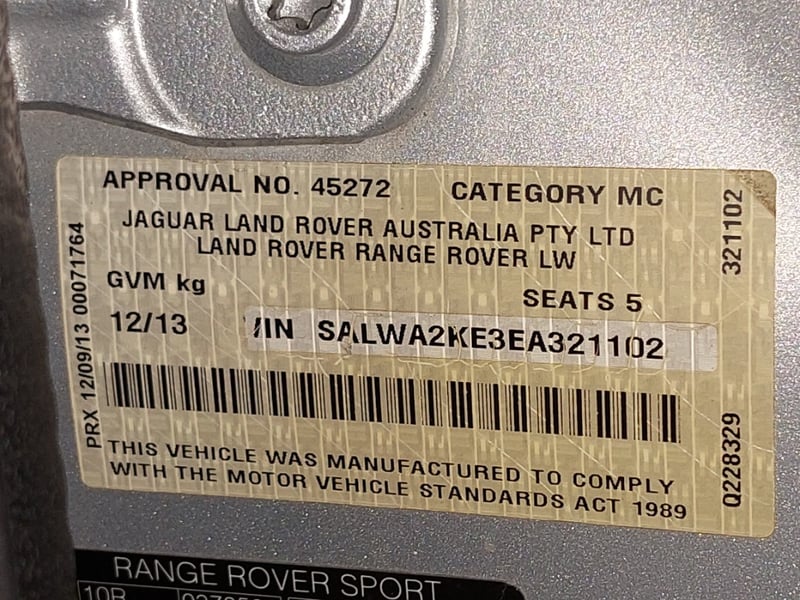 APPROVAL NO. 45272 CATEGORY MC
JAGUAR LAND ROVER AUSTRALIA PTY LTD
LAND ROVER RANGE ROVER LW
GVM kg SEATS 5
12/13 VIN SALWA2KE3EA321102
THIS VEHICLE WAS MANUFACTURED TO COMPLY
WITH THE MOTOR VEHICLE STANDARDS ACT 1989
PRX 12/09/13 00071764
321102
Q228329
RANGE ROVER SPORT
10R